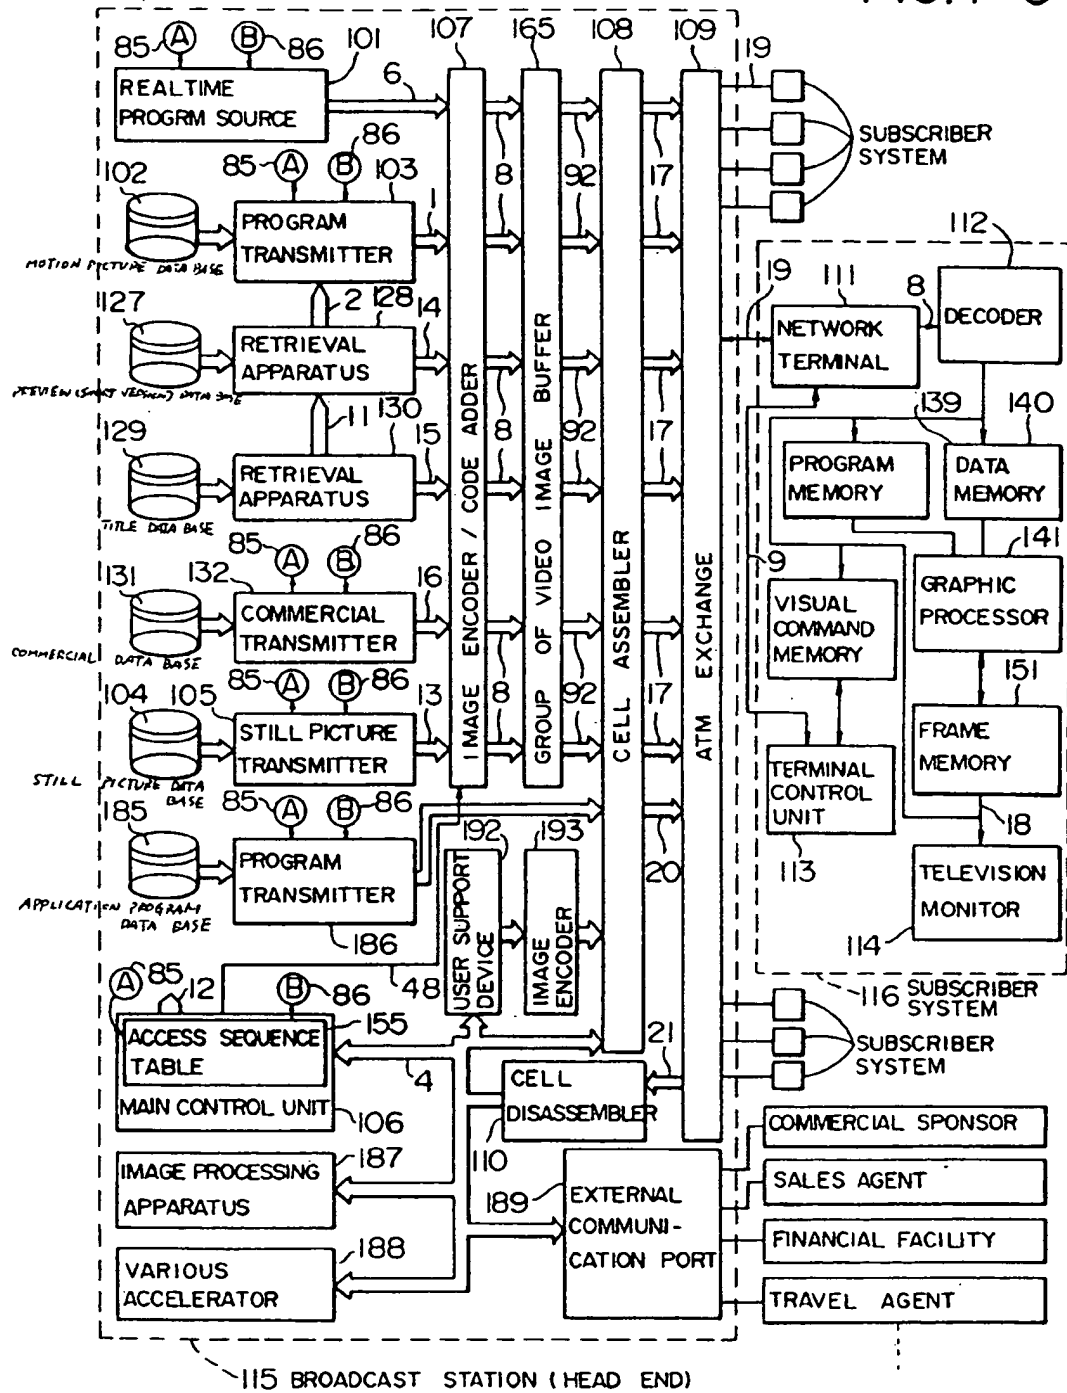 85 A B 86 101
107 165 108 109
REALTIME
PROGRM SOURCE
6
19
SUBSCRIBER
SYSTEM
102
85 A B 86 103
MOTION PICTURE DATA BASE
PROGRAM
TRANSMITTER
1
8 92 17
127
2 128
PREVIEW (SHORT VERSION) DATA BASE
RETRIEVAL
APPARATUS
14
129
11 130
TITLE DATA BASE
RETRIEVAL
APPARATUS
15
8 92 17
131
132 85 A B 86
COMMERCIAL DATA BASE
COMMERCIAL
TRANSMITTER
16
104
105 85 A B 86
STILL PICTURE DATA
BASE
STILL PICTURE
TRANSMITTER
13
8 92 17
185
85 A B 86
APPLICATION PROGRAM
DATA BASE
PROGRAM
TRANSMITTER
186
20
IMAGE ENCODER / CODE ADDER
GROUP OF VIDEO IMAGE BUFFER
CELL ASSEMBLER
ATM EXCHANGE
192 193
USER SUPPORT
DEVICE
IMAGE
ENCODER
A 85 12 B 86 48
155
ACCESS SEQUENCE
TABLE
MAIN CONTROL UNIT
106
4
21
CELL
DISASSEMBLER
110
187
IMAGE PROCESSING
APPARATUS
188
VARIOUS
ACCELERATOR
189
EXTERNAL
COMMUNI-
CATION PORT
115 BROADCAST STATION (HEAD END)
112
19 111 8
NETWORK
TERMINAL
DECODER
139 140
PROGRAM
MEMORY
DATA
MEMORY
9
141
VISUAL
COMMAND
MEMORY
GRAPHIC
PROCESSOR
151
FRAME
MEMORY
TERMINAL
CONTROL
UNIT
113
18
TELEVISION
MONITOR
114
116 SUBSCRIBER
SYSTEM
SUBSCRIBER
SYSTEM
COMMERCIAL SPONSOR
SALES AGENT
FINANCIAL FACILITY
TRAVEL AGENT